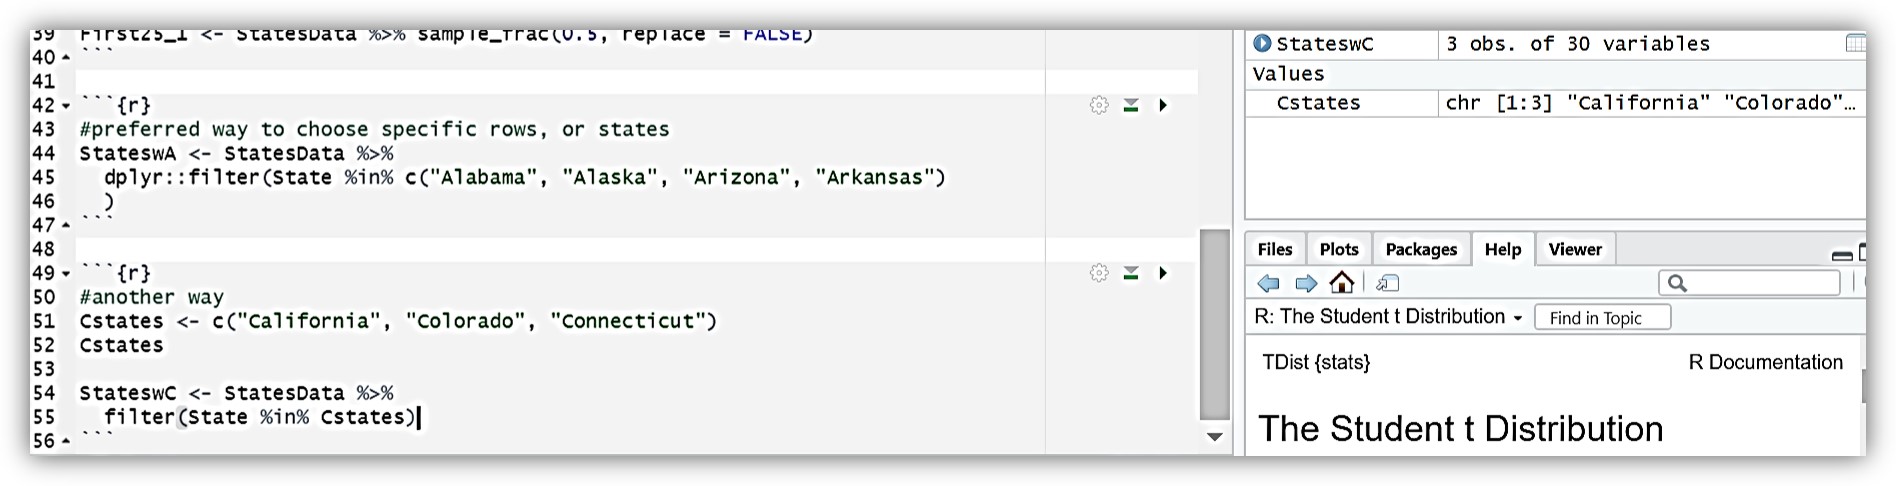 39 First25_1 <- StatesData %>% sample_frac(0.5, replace = FALSE)
40 ```
41
42 ```{r}
43 #preferred way to choose specific rows, or states
44 StateswA <- StatesData %>%
45   dplyr::filter(State %in% c("Alabama", "Alaska", "Arizona", "Arkansas")
46   )
47 ```
48
49 ```{r}
50 #another way
51 Cstates <- c("California", "Colorado", "Connecticut")
52 Cstates
53
54 StateswC <- StatesData %>%
55   filter(State %in% Cstates)
56 ```
StateswC 3 obs. of 30 variables
Values
Cstates chr [1:3] "California" "Colorado"…
Files Plots Packages Help Viewer
R: The Student t Distribution Find in Topic
TDist {stats} R Documentation
The Student t Distribution